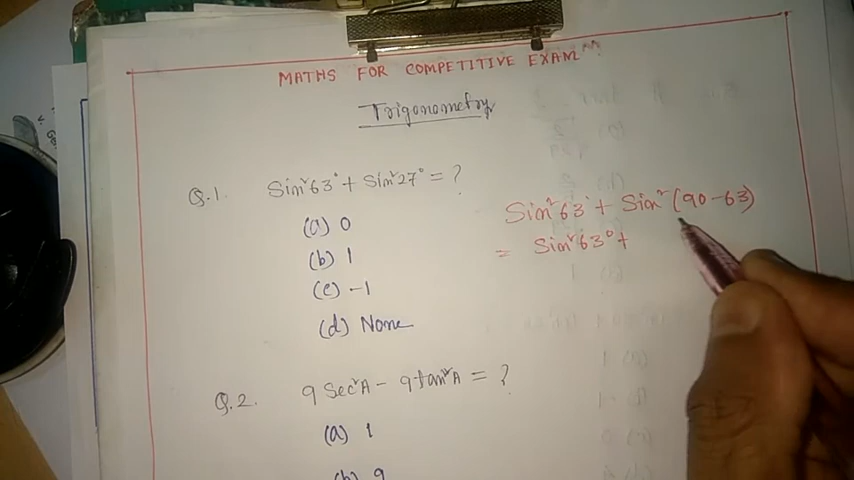 MATHS FOR COMPETITIVE EXAM
Trigonometry
Q.1. Sin²63° + Sin²27° = ?
(a) 0
(b) 1
(c) -1
(d) None
Sin²63° + Sin²(90-63)
= Sin²63° +
Q.2. 9 Sec²A - 9 tan²A = ?
(a) 1
(b) 9